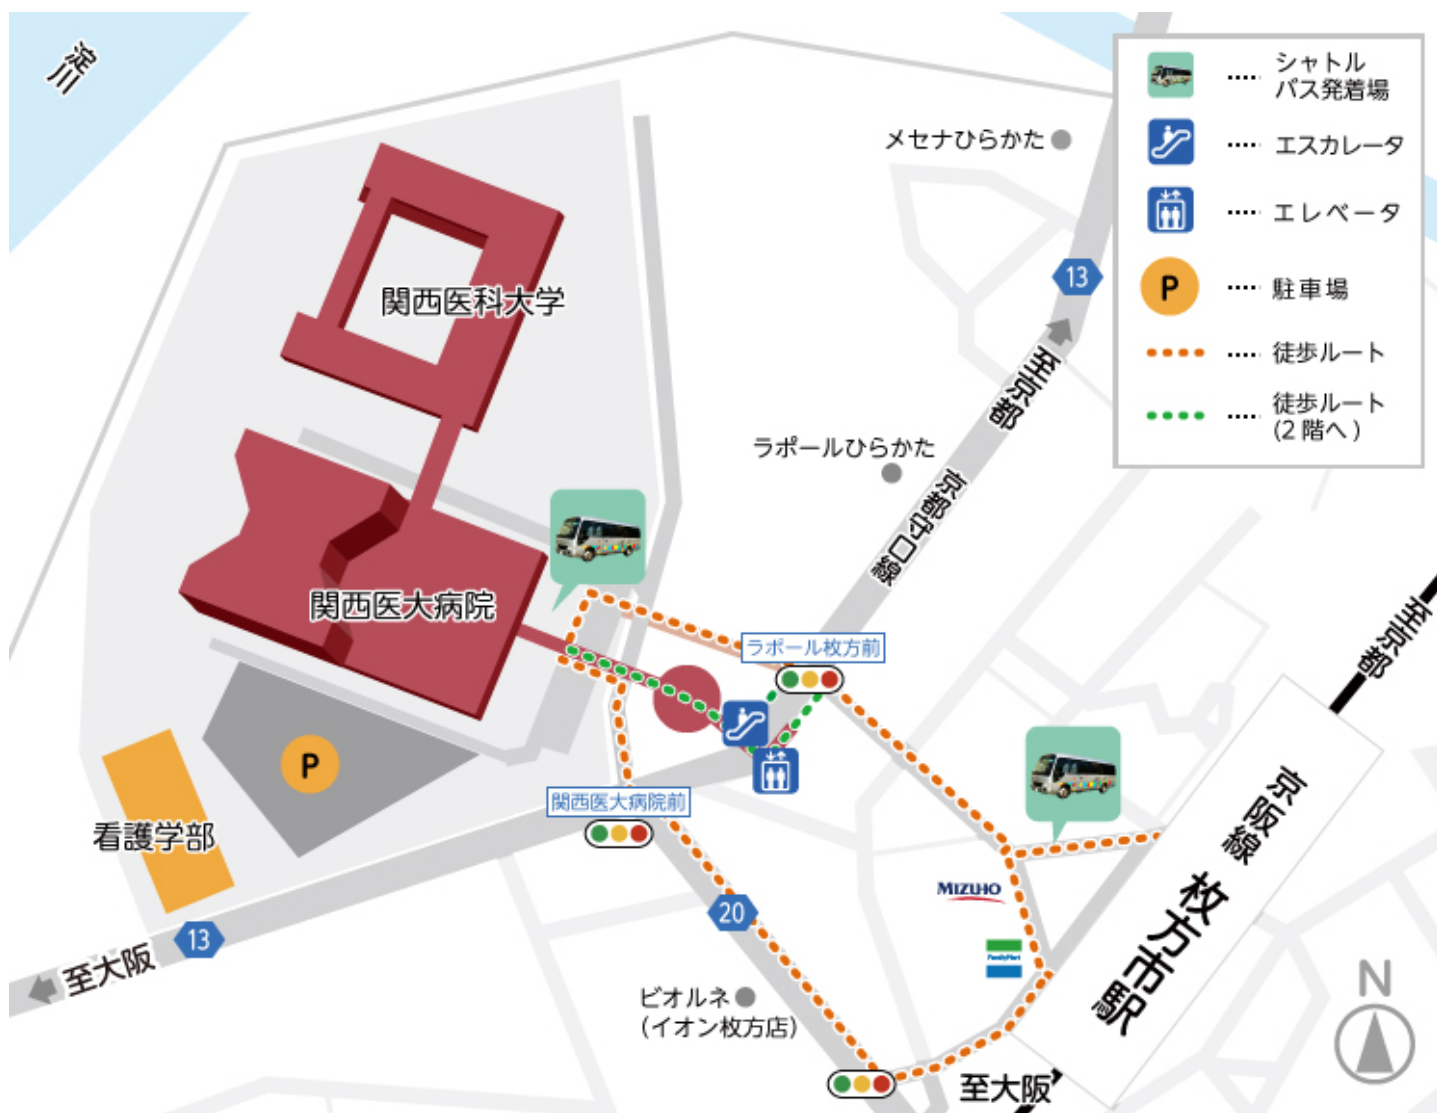 淀川
シャトル
バス発着場
エスカレータ
エレベータ
P
駐車場
徒歩ルート
徒歩ルート
(2階へ)
メセナひらかた
13
関西医科大学
至京都
ラポールひらかた
京都守口線
関西医大病院
ラポール枚方前
至京都
P
関西医大病院前
京阪線 枚方市駅
看護学部
MIZUHO
20
13
FamilyMart
至大阪
ビオルネ
(イオン枚方店)
N
至大阪